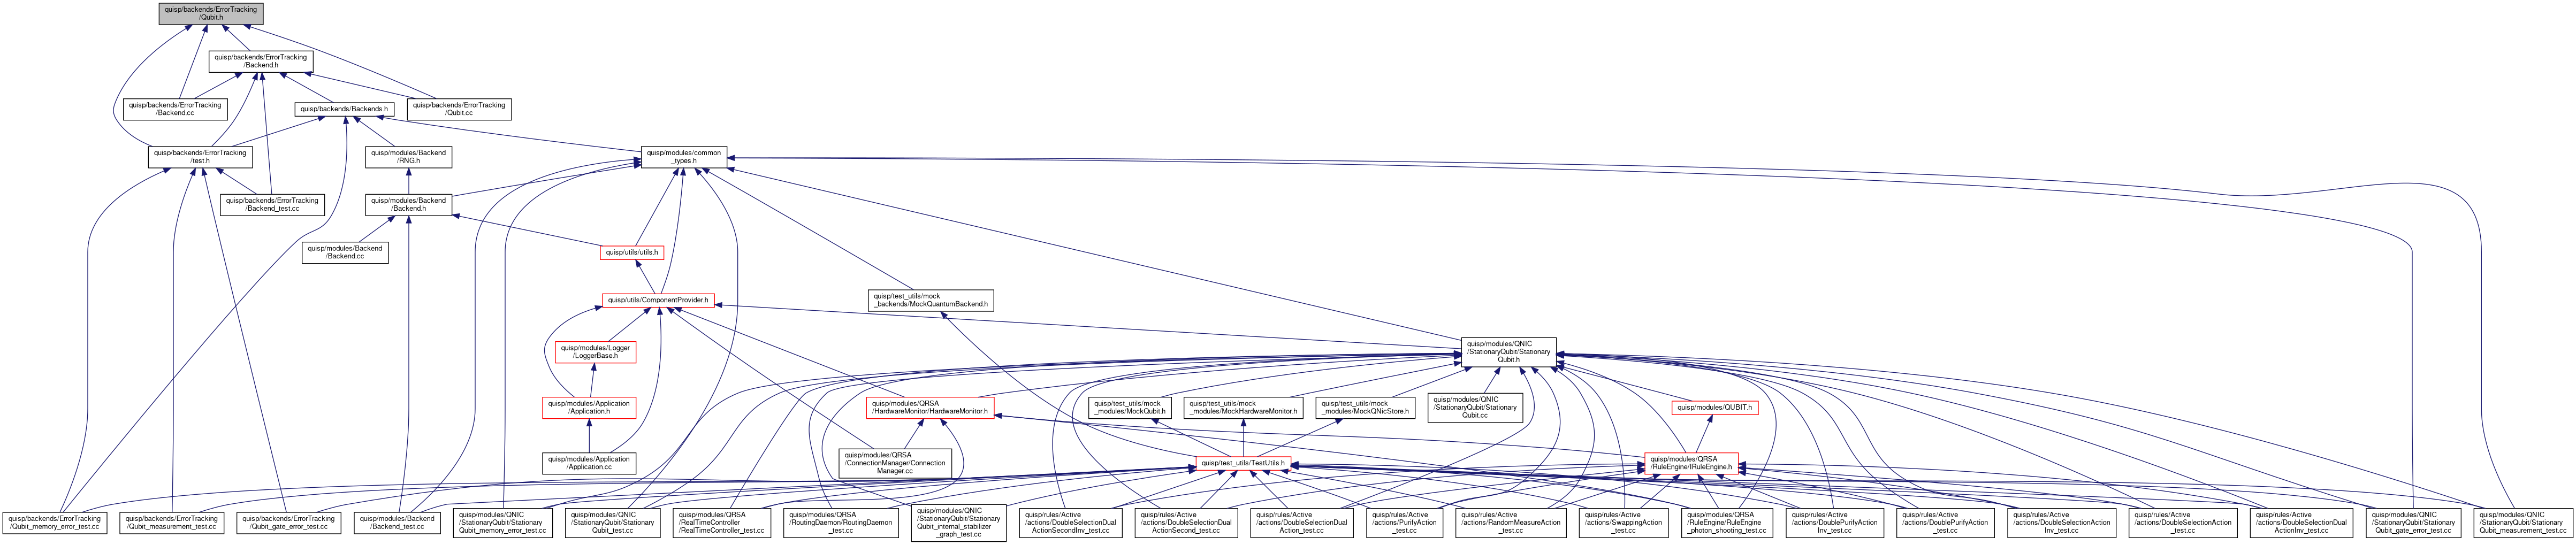 quisp/backends/ErrorTracking
/Qubit.h
quisp/backends/ErrorTracking
/Backend.h
quisp/backends/ErrorTracking
/Backend.cc
quisp/backends/Backends.h
quisp/backends/ErrorTracking
/Qubit.cc
quisp/backends/ErrorTracking
/test.h
quisp/modules/Backend
/RNG.h
quisp/modules/common
_types.h
quisp/backends/ErrorTracking
/Backend_test.cc
quisp/modules/Backend
/Backend.h
quisp/modules/Backend
/Backend.cc
quisp/utils/utils.h
quisp/utils/ComponentProvider.h
quisp/test_utils/mock
_backends/MockQuantumBackend.h
quisp/modules/Logger
/LoggerBase.h
quisp/modules/QNIC
/StationaryQubit/Stationary
Qubit.h
quisp/modules/Application
/Application.h
quisp/modules/QRSA
/HardwareMonitor/HardwareMonitor.h
quisp/test_utils/mock
_modules/MockQubit.h
quisp/test_utils/mock
_modules/MockHardwareMonitor.h
quisp/test_utils/mock
_modules/MockQNicStore.h
quisp/modules/QNIC
/StationaryQubit/Stationary
Qubit.cc
quisp/modules/QUBIT.h
quisp/modules/Application
/Application.cc
quisp/modules/QRSA
/ConnectionManager/Connection
Manager.cc
quisp/test_utils/TestUtils.h
quisp/modules/QRSA
/RuleEngine/IRuleEngine.h
quisp/backends/ErrorTracking
/Qubit_memory_error_test.cc
quisp/backends/ErrorTracking
/Qubit_measurement_test.cc
quisp/backends/ErrorTracking
/Qubit_gate_error_test.cc
quisp/modules/Backend
/Backend_test.cc
quisp/modules/QNIC
/StationaryQubit/Stationary
Qubit_memory_error_test.cc
quisp/modules/QNIC
/StationaryQubit/Stationary
Qubit_test.cc
quisp/modules/QRSA
/RealTimeController
/RealTimeController_test.cc
quisp/modules/QRSA
/RoutingDaemon/RoutingDaemon
_test.cc
quisp/modules/QNIC
/StationaryQubit/Stationary
Qubit_internal_stabilizer
_graph_test.cc
quisp/rules/Active
/actions/DoubleSelectionDual
ActionSecondInv_test.cc
quisp/rules/Active
/actions/DoubleSelectionDual
ActionSecond_test.cc
quisp/rules/Active
/actions/DoubleSelectionDual
Action_test.cc
quisp/rules/Active
/actions/PurifyAction
_test.cc
quisp/rules/Active
/actions/RandomMeasureAction
_test.cc
quisp/rules/Active
/actions/SwappingAction
_test.cc
quisp/modules/QRSA
/RuleEngine/RuleEngine
_photon_shooting_test.cc
quisp/rules/Active
/actions/DoublePurifyAction
Inv_test.cc
quisp/rules/Active
/actions/DoublePurifyAction
_test.cc
quisp/rules/Active
/actions/DoubleSelectionAction
Inv_test.cc
quisp/rules/Active
/actions/DoubleSelectionAction
_test.cc
quisp/rules/Active
/actions/DoubleSelectionDual
ActionInv_test.cc
quisp/modules/QNIC
/StationaryQubit/Stationary
Qubit_gate_error_test.cc
quisp/modules/QNIC
/StationaryQubit/Stationary
Qubit_measurement_test.cc